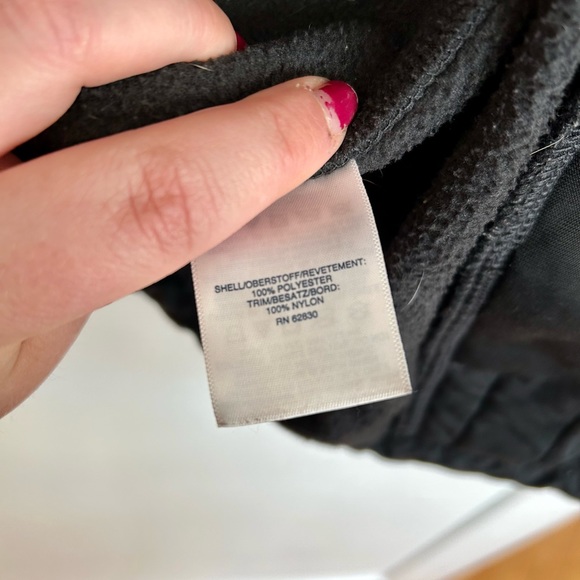 SHELL/OBERSTOFF/REVETEMENT:
100% POLYESTER
TRIM/BESATZ/BORD:
100% NYLON
RN 62830